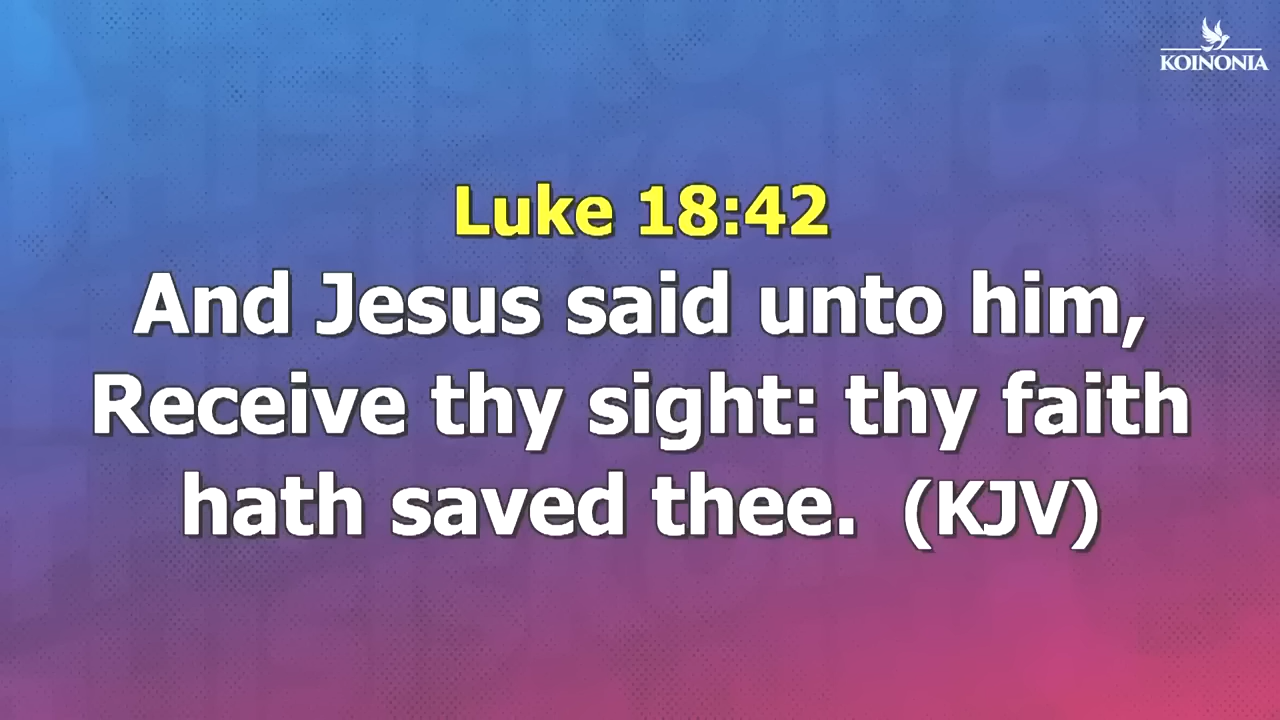 KOINONIA
Luke 18:42
And Jesus said unto him,
Receive thy sight: thy faith
hath saved thee. (KJV)